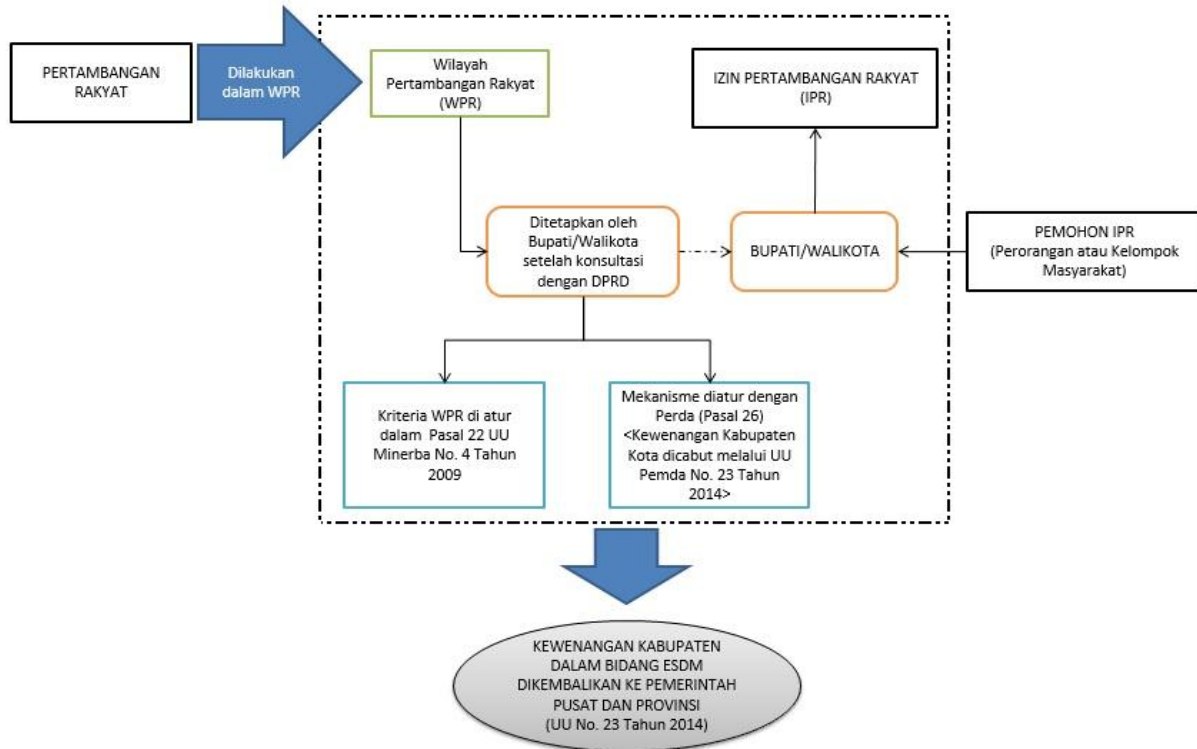 PERTAMBANGAN
RAKYAT
Dilakukan
dalam WPR
Wilayah
Pertambangan Rakyat
(WPR)
IZIN PERTAMBANGAN RAKYAT
(IPR)
Ditetapkan oleh
Bupati/Walikota
setelah konsultasi
dengan DPRD
BUPATI/WALIKOTA
PEMOHON IPR
(Perorangan atau Kelompok
Masyarakat)
Kriteria WPR di atur
dalam Pasal 22 UU
Minerba No. 4 Tahun
2009
Mekanisme diatur dengan
Perda (Pasal 26)
<Kewenangan Kabupaten
Kota dicabut melalui UU
Pemda No. 23 Tahun
2014>
KEWENANGAN KABUPATEN
DALAM BIDANG ESDM
DIKEMBALIKAN KE PEMERINTAH
PUSAT DAN PROVINSI
(UU No. 23 Tahun 2014)